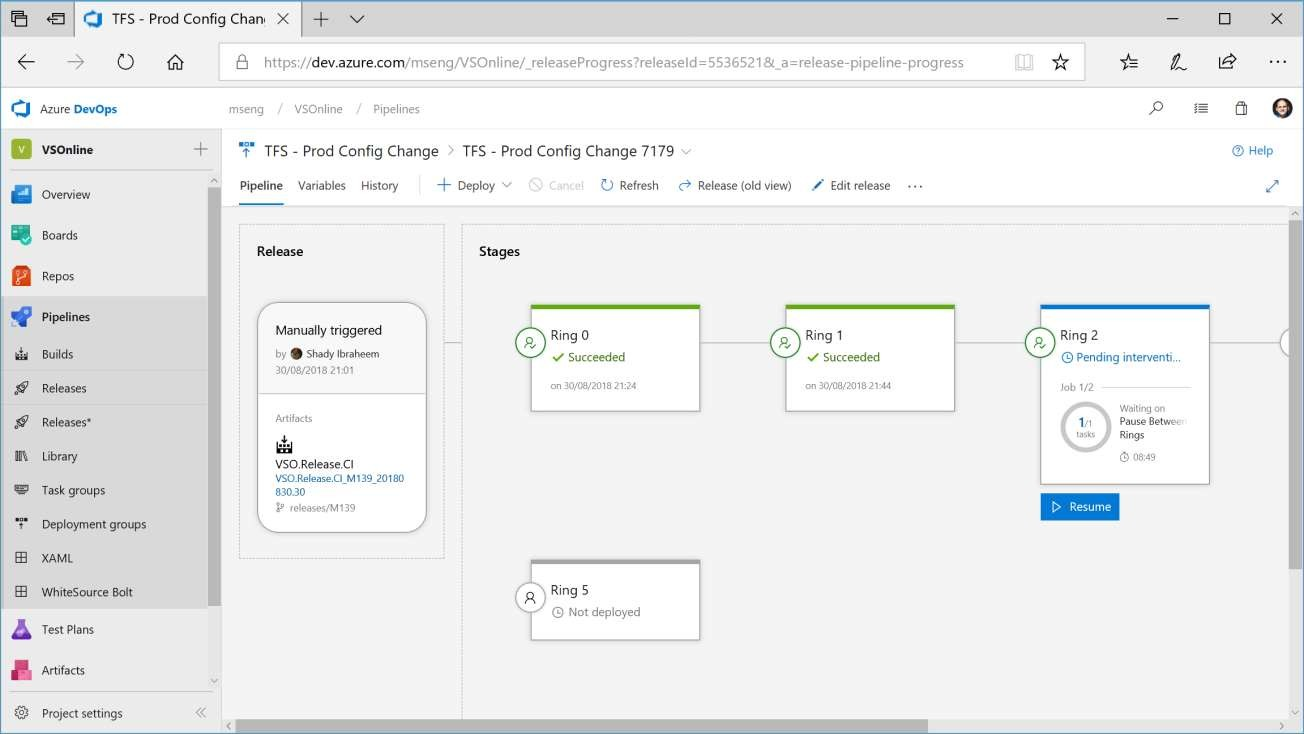 TFS - Prod Config Chan
https://dev.azure.com/mseng/VSOnline/_releaseProgress?releaseId=5536521&_a=release-pipeline-progress
Azure DevOps
mseng / VSOnline / Pipelines
V VSOnline
TFS - Prod Config Change > TFS - Prod Config Change 7179
Help
Pipeline Variables History Deploy Cancel Refresh Release (old view) Edit release ...
Overview
Boards
Repos
Pipelines
Builds
Releases
Releases*
Library
Task groups
Deployment groups
XAML
WhiteSource Bolt
Test Plans
Artifacts
Project settings
Release
Manually triggered
by Shady Ibraheem
30/08/2018 21:01
Artifacts
VSO.Release.CI
VSO.Release.CI_M139_20180
830.30
releases/M139
Stages
Ring 0
Succeeded
on 30/08/2018 21:24
Ring 1
Succeeded
on 30/08/2018 21:44
Ring 2
Pending interventi...
Job 1/2
1/1
tasks
Waiting on
Pause Between
Rings
08:49
Resume
Ring 5
Not deployed